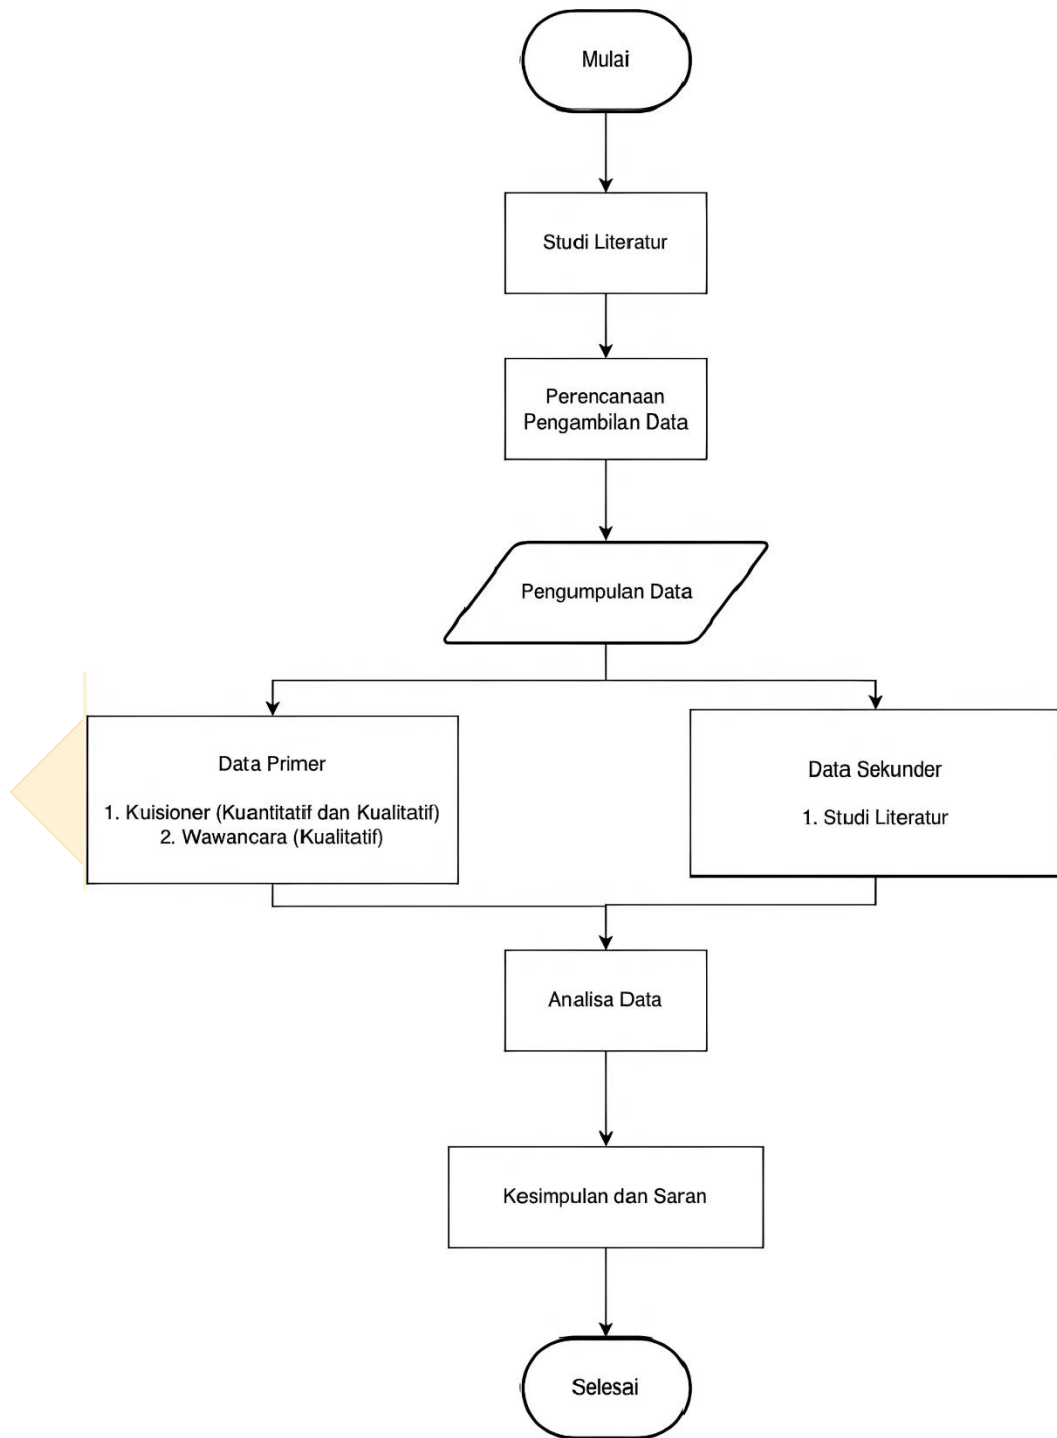 Mulai
Studi Literatur
Perencanaan
Pengambilan Data
Pengumpulan Data
Data Primer
1. Kuisioner (Kuantitatif dan Kualitatif)
2. Wawancara (Kualitatif)
Data Sekunder
1. Studi Literatur
Analisa Data
Kesimpulan dan Saran
Selesai